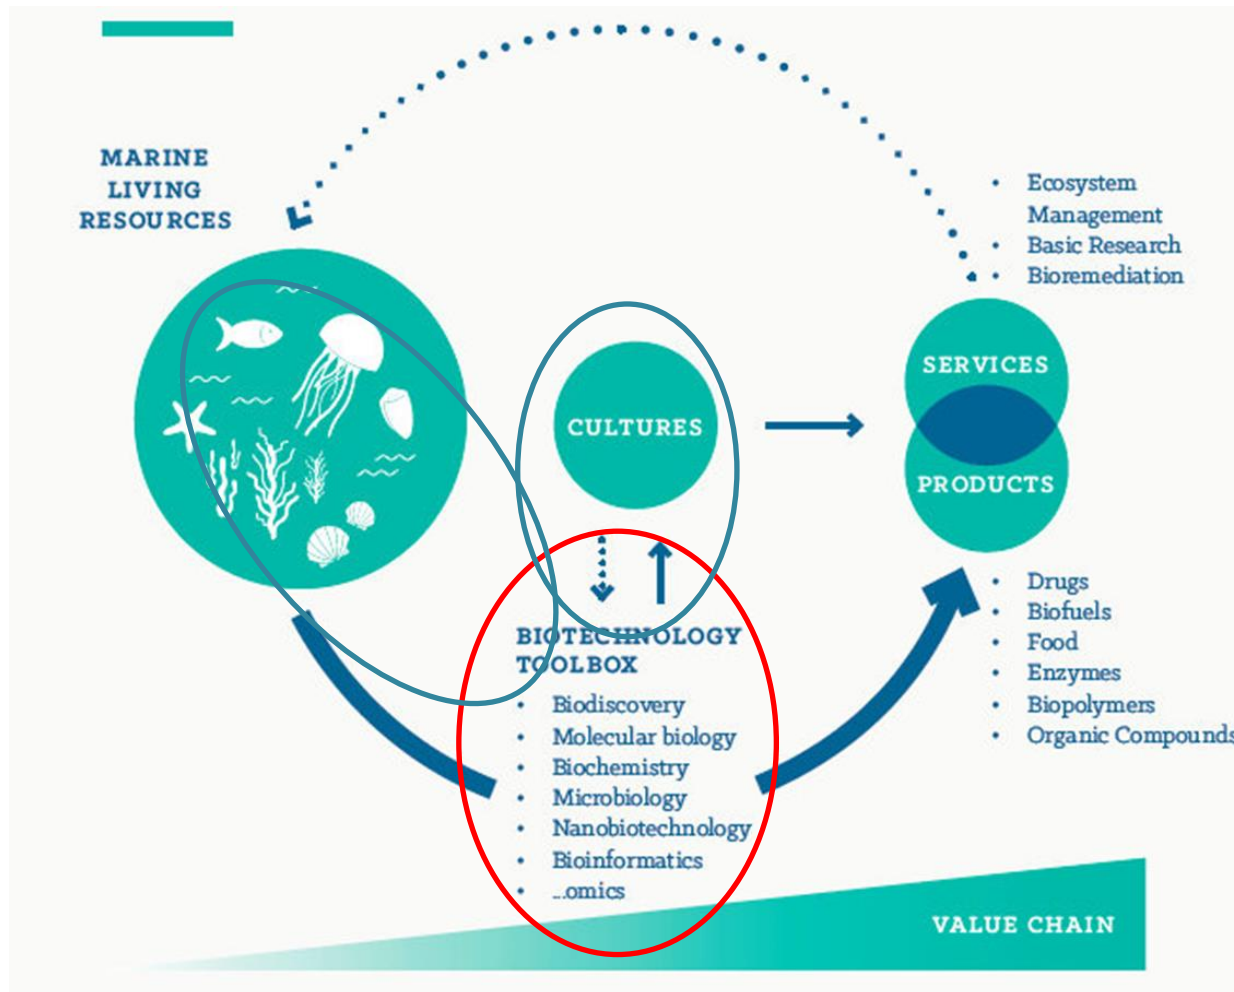 MARINE
LIVING
RESOURCES
• Ecosystem
Management
• Basic Research
• Bioremediation
SERVICES
CULTURES
PRODUCTS
BIOTECHNOLOGY
TOOLBOX
• Biodiscovery
• Molecular biology
• Biochemistry
• Microbiology
• Nanobiotechnology
• Bioinformatics
• ...omics
• Drugs
• Biofuels
• Food
• Enzymes
• Biopolymers
• Organic Compounds
VALUE CHAIN